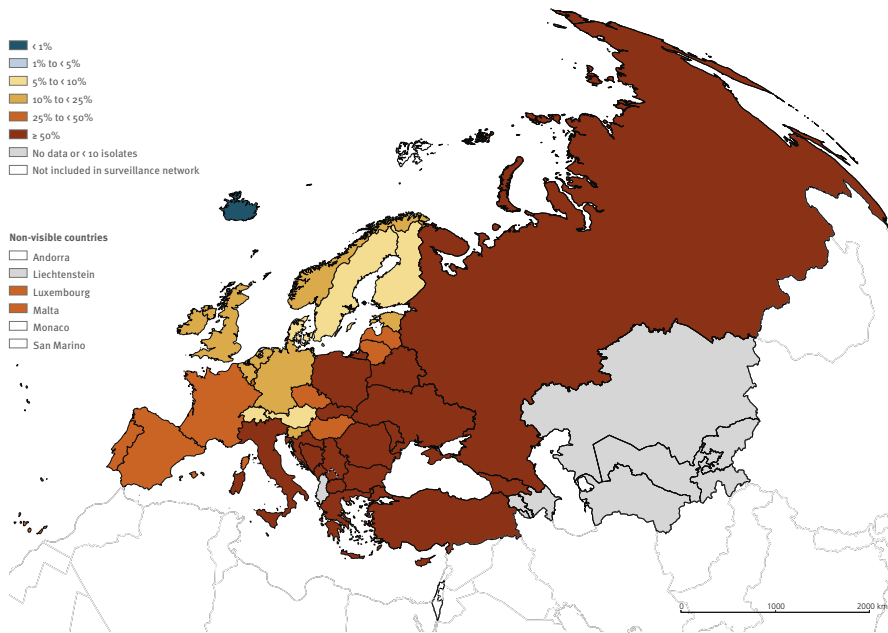 < 1%
1% to < 5%
5% to < 10%
10% to < 25%
25% to < 50%
≥ 50%
No data or < 10 isolates
Not included in surveillance network
Non-visible countries
Andorra
Liechtenstein
Luxembourg
Malta
Monaco
San Marino
0 1000 2000 km